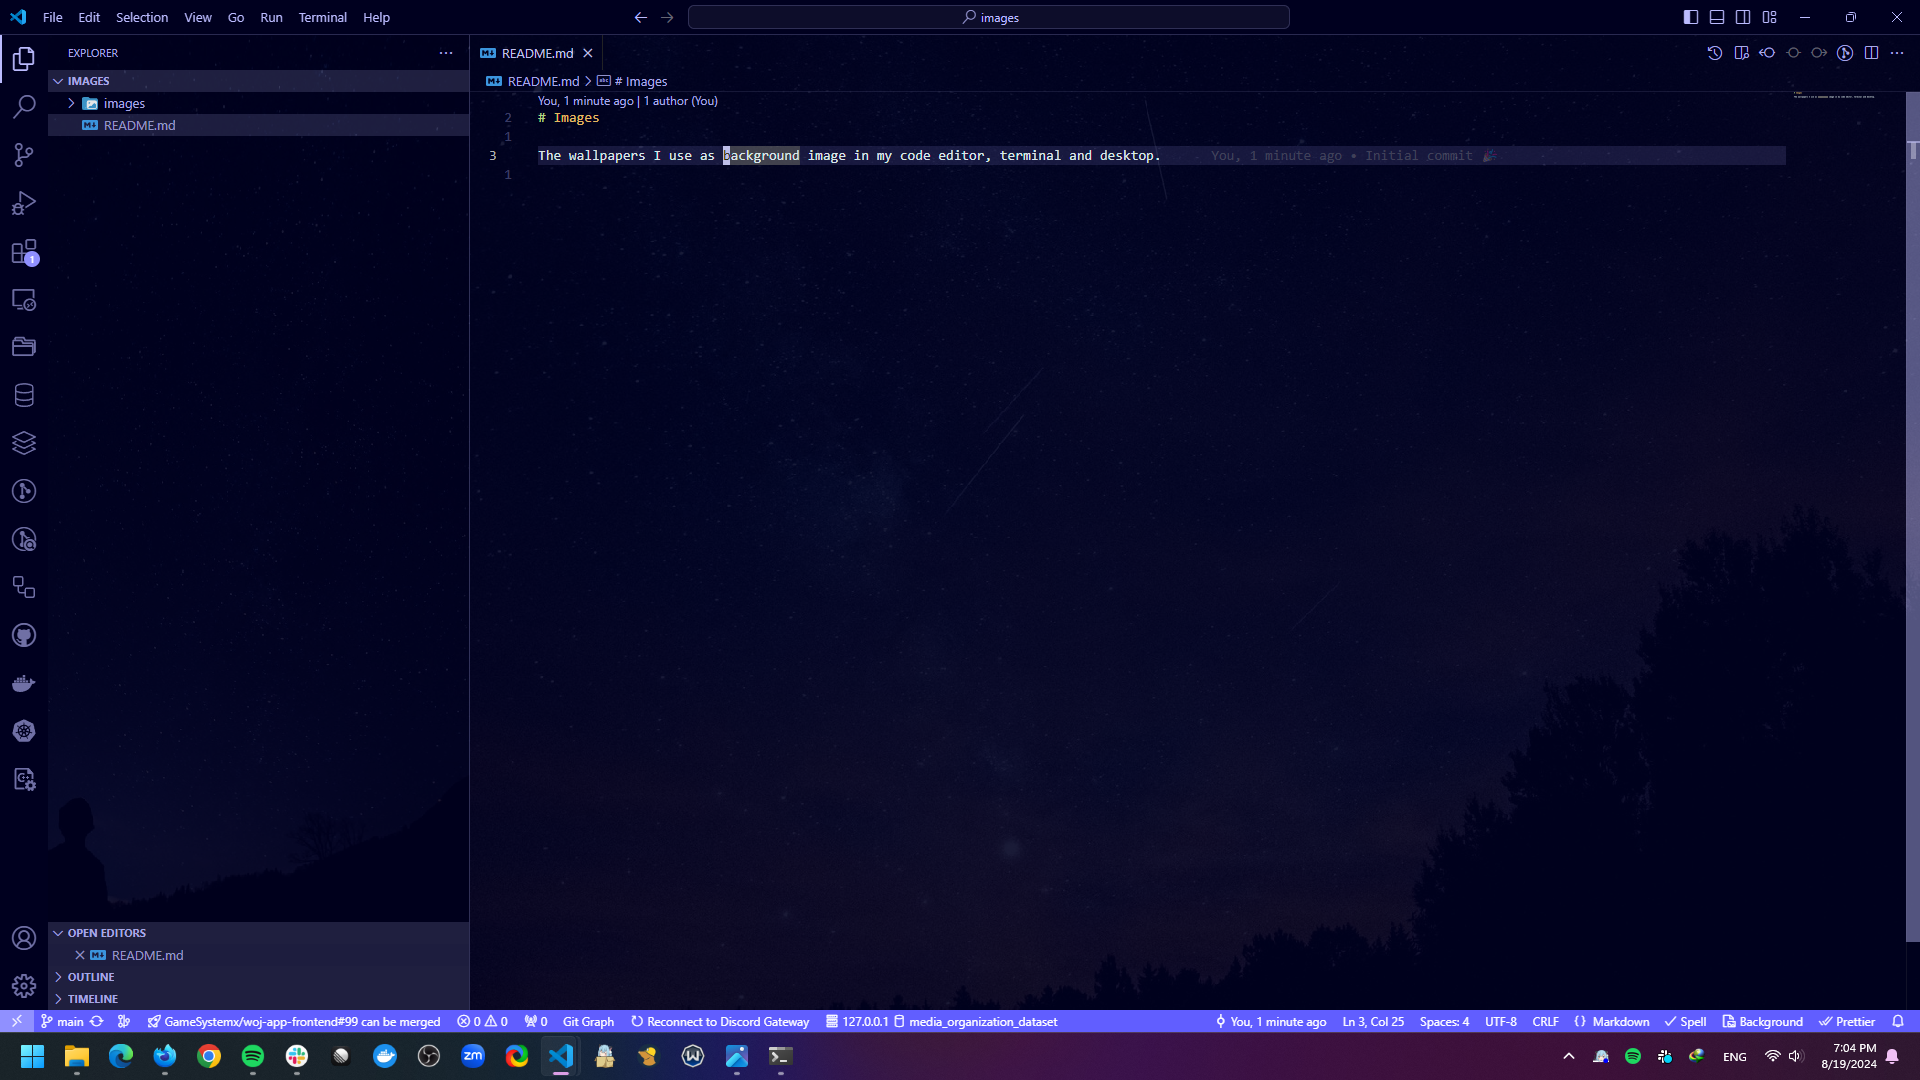 File Edit Selection View Go Run Terminal Help
images
EXPLORER
README.md
IMAGES
README.md > # Images
images
README.md
You, 1 minute ago | 1 author (You)
2 # Images
1
3 The wallpapers I use as background image in my code editor, terminal and desktop. You, 1 minute ago • Initial commit 🎉
1
1
OPEN EDITORS
README.md
OUTLINE
TIMELINE
main GameSystemx/woj-app-frontend#99 can be merged 0 0 0 Git Graph Reconnect to Discord Gateway 127.0.0.1 media_organization_dataset You, 1 minute ago Ln 3, Col 25 Spaces: 4 UTF-8 CRLF {} Markdown Spell Background Prettier
zm
ENG
7:04 PM
8/19/2024